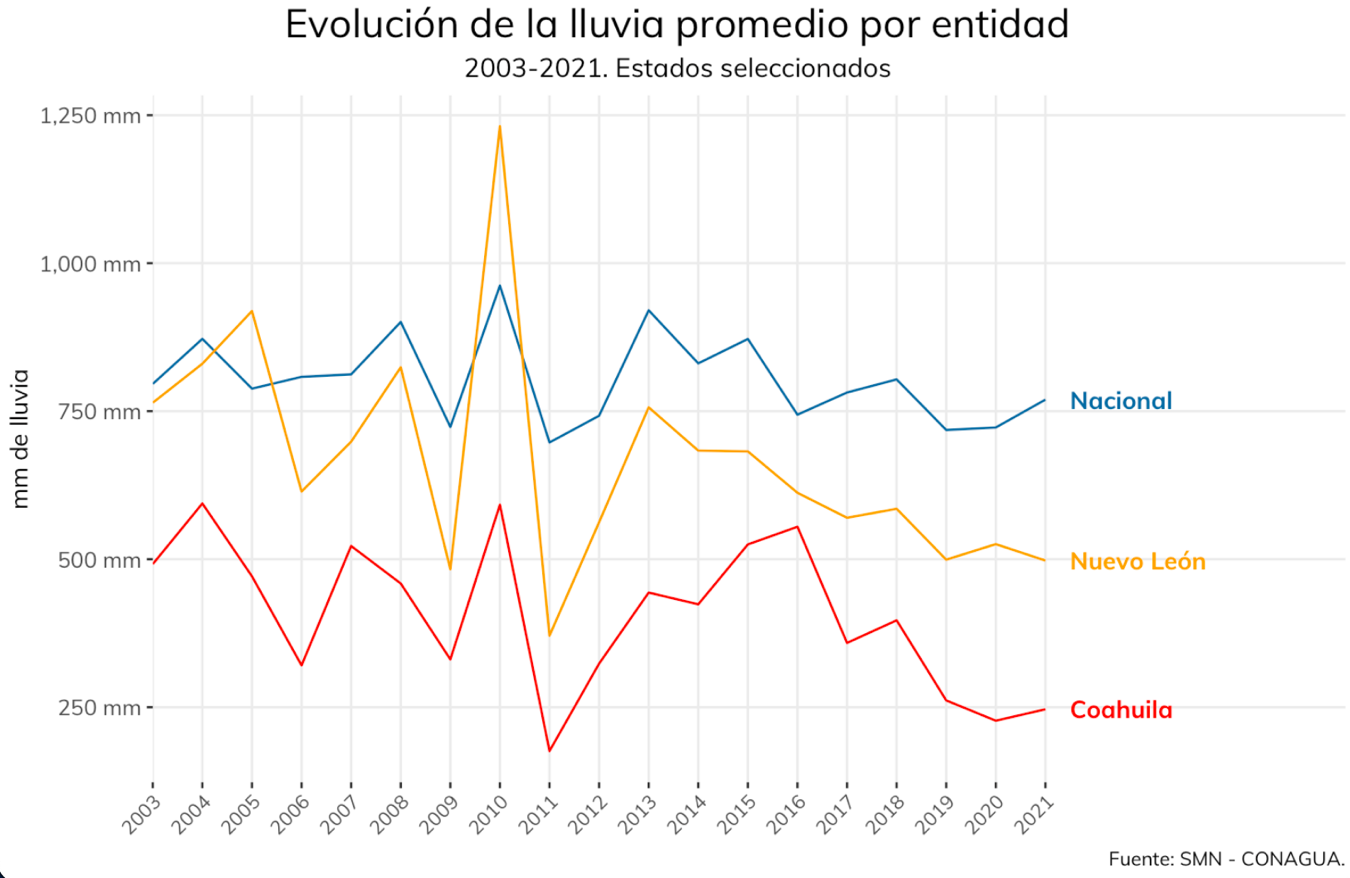 Evolución de la lluvia promedio por entidad
2003-2021. Estados seleccionados
1,250 mm
1,000 mm
750 mm
500 mm
250 mm
mm de lluvia
Nacional
Nuevo León
Coahuila
2003
2004
2005
2006
2007
2008
2009
2010
2011
2012
2013
2014
2015
2016
2017
2018
2019
2020
2021
Fuente: SMN - CONAGUA.